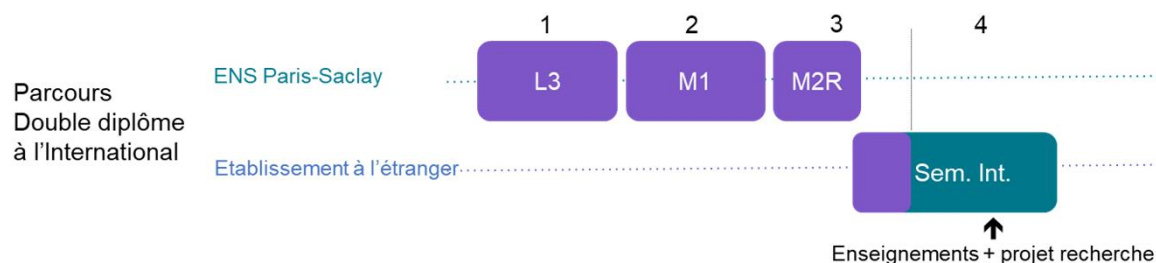 1 2 3 4
ENS Paris-Saclay
L3 M1 M2R
Parcours
Double diplôme
à l'International
Etablissement à l'étranger
Sem. Int.
Enseignements + projet recherche